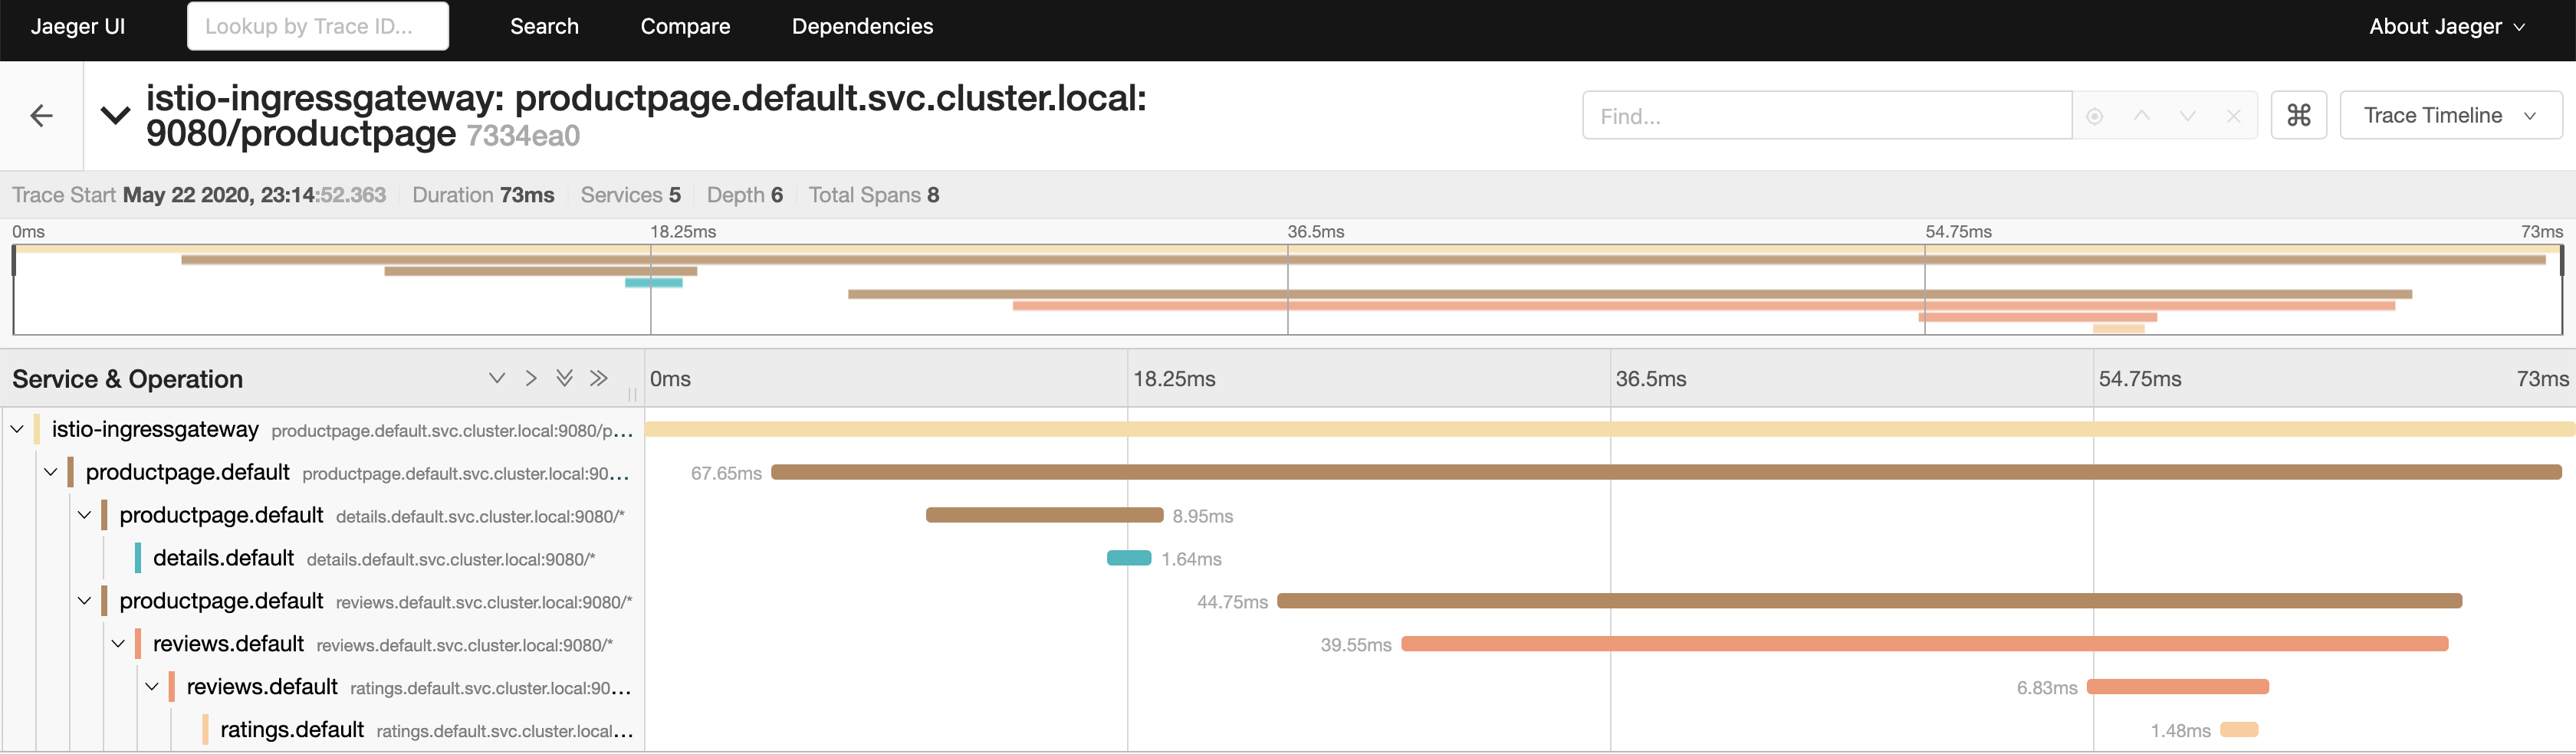 Jaeger UI Lookup by Trace ID... Search Compare Dependencies About Jaeger
istio-ingressgateway: productpage.default.svc.cluster.local:
9080/productpage 7334ea0
Find... ⌘ Trace Timeline
Trace Start May 22 2020, 23:14:52.363 Duration 73ms Services 5 Depth 6 Total Spans 8
0ms 18.25ms 36.5ms 54.75ms 73ms
Service & Operation 0ms 18.25ms 36.5ms 54.75ms 73ms
istio-ingressgateway productpage.default.svc.cluster.local:9080/p...
productpage.default productpage.default.svc.cluster.local:90... 67.65ms
productpage.default details.default.svc.cluster.local:9080/* 8.95ms
details.default details.default.svc.cluster.local:9080/* 1.64ms
productpage.default reviews.default.svc.cluster.local:9080/* 44.75ms
reviews.default reviews.default.svc.cluster.local:9080/* 39.55ms
reviews.default ratings.default.svc.cluster.local:90... 6.83ms
ratings.default ratings.default.svc.cluster.local... 1.48ms